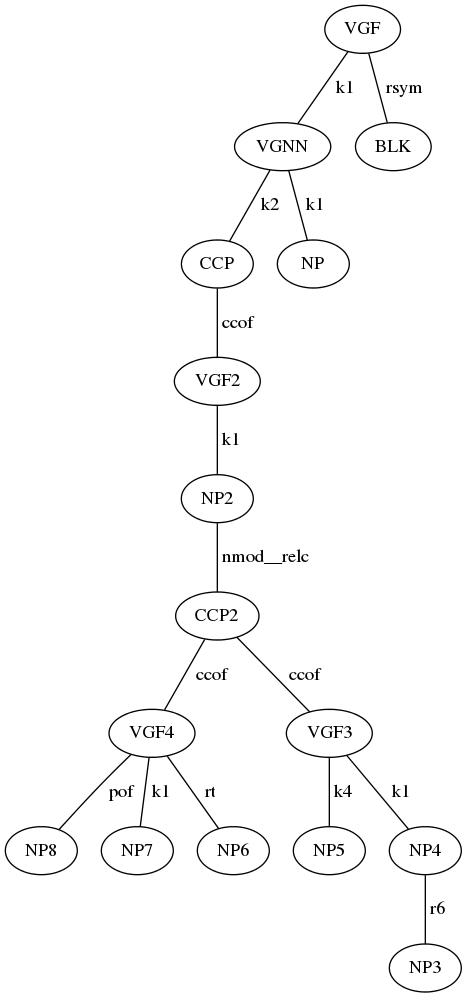 VGF
k1 rsym
VGNN BLK
k2 k1
CCP NP
ccof
VGF2
k1
NP2
nmod__relc
CCP2
ccof ccof
VGF4 VGF3
pof k1 rt k4 k1
NP8 NP7 NP6 NP5 NP4
r6
NP3